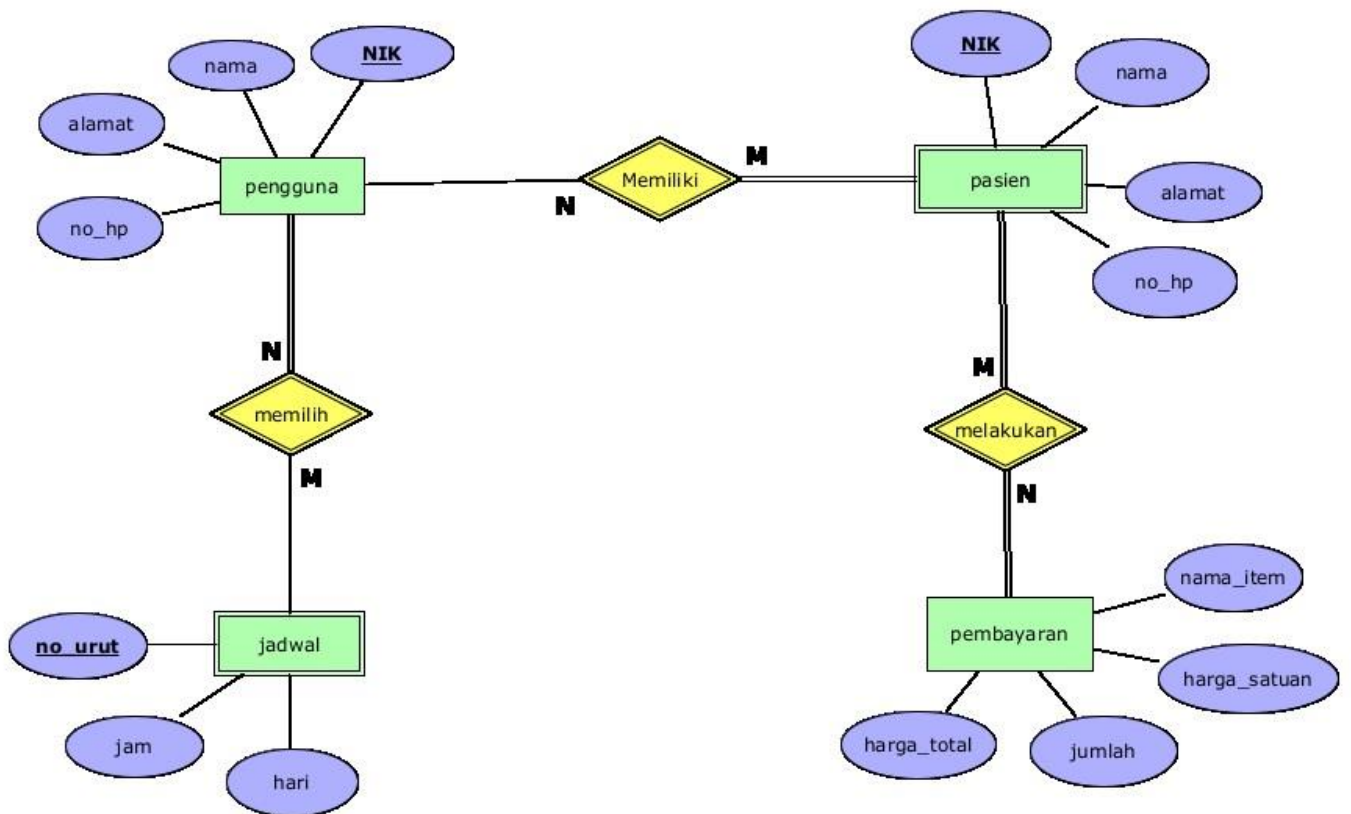 NIK
nama
alamat
no_hp
pengguna
N
Memiliki
M
NIK
nama
pasien
alamat
no_hp
N
memilih
M
M
melakukan
N
no_urut
jadwal
jam
hari
pembayaran
nama_item
harga_satuan
harga_total
jumlah